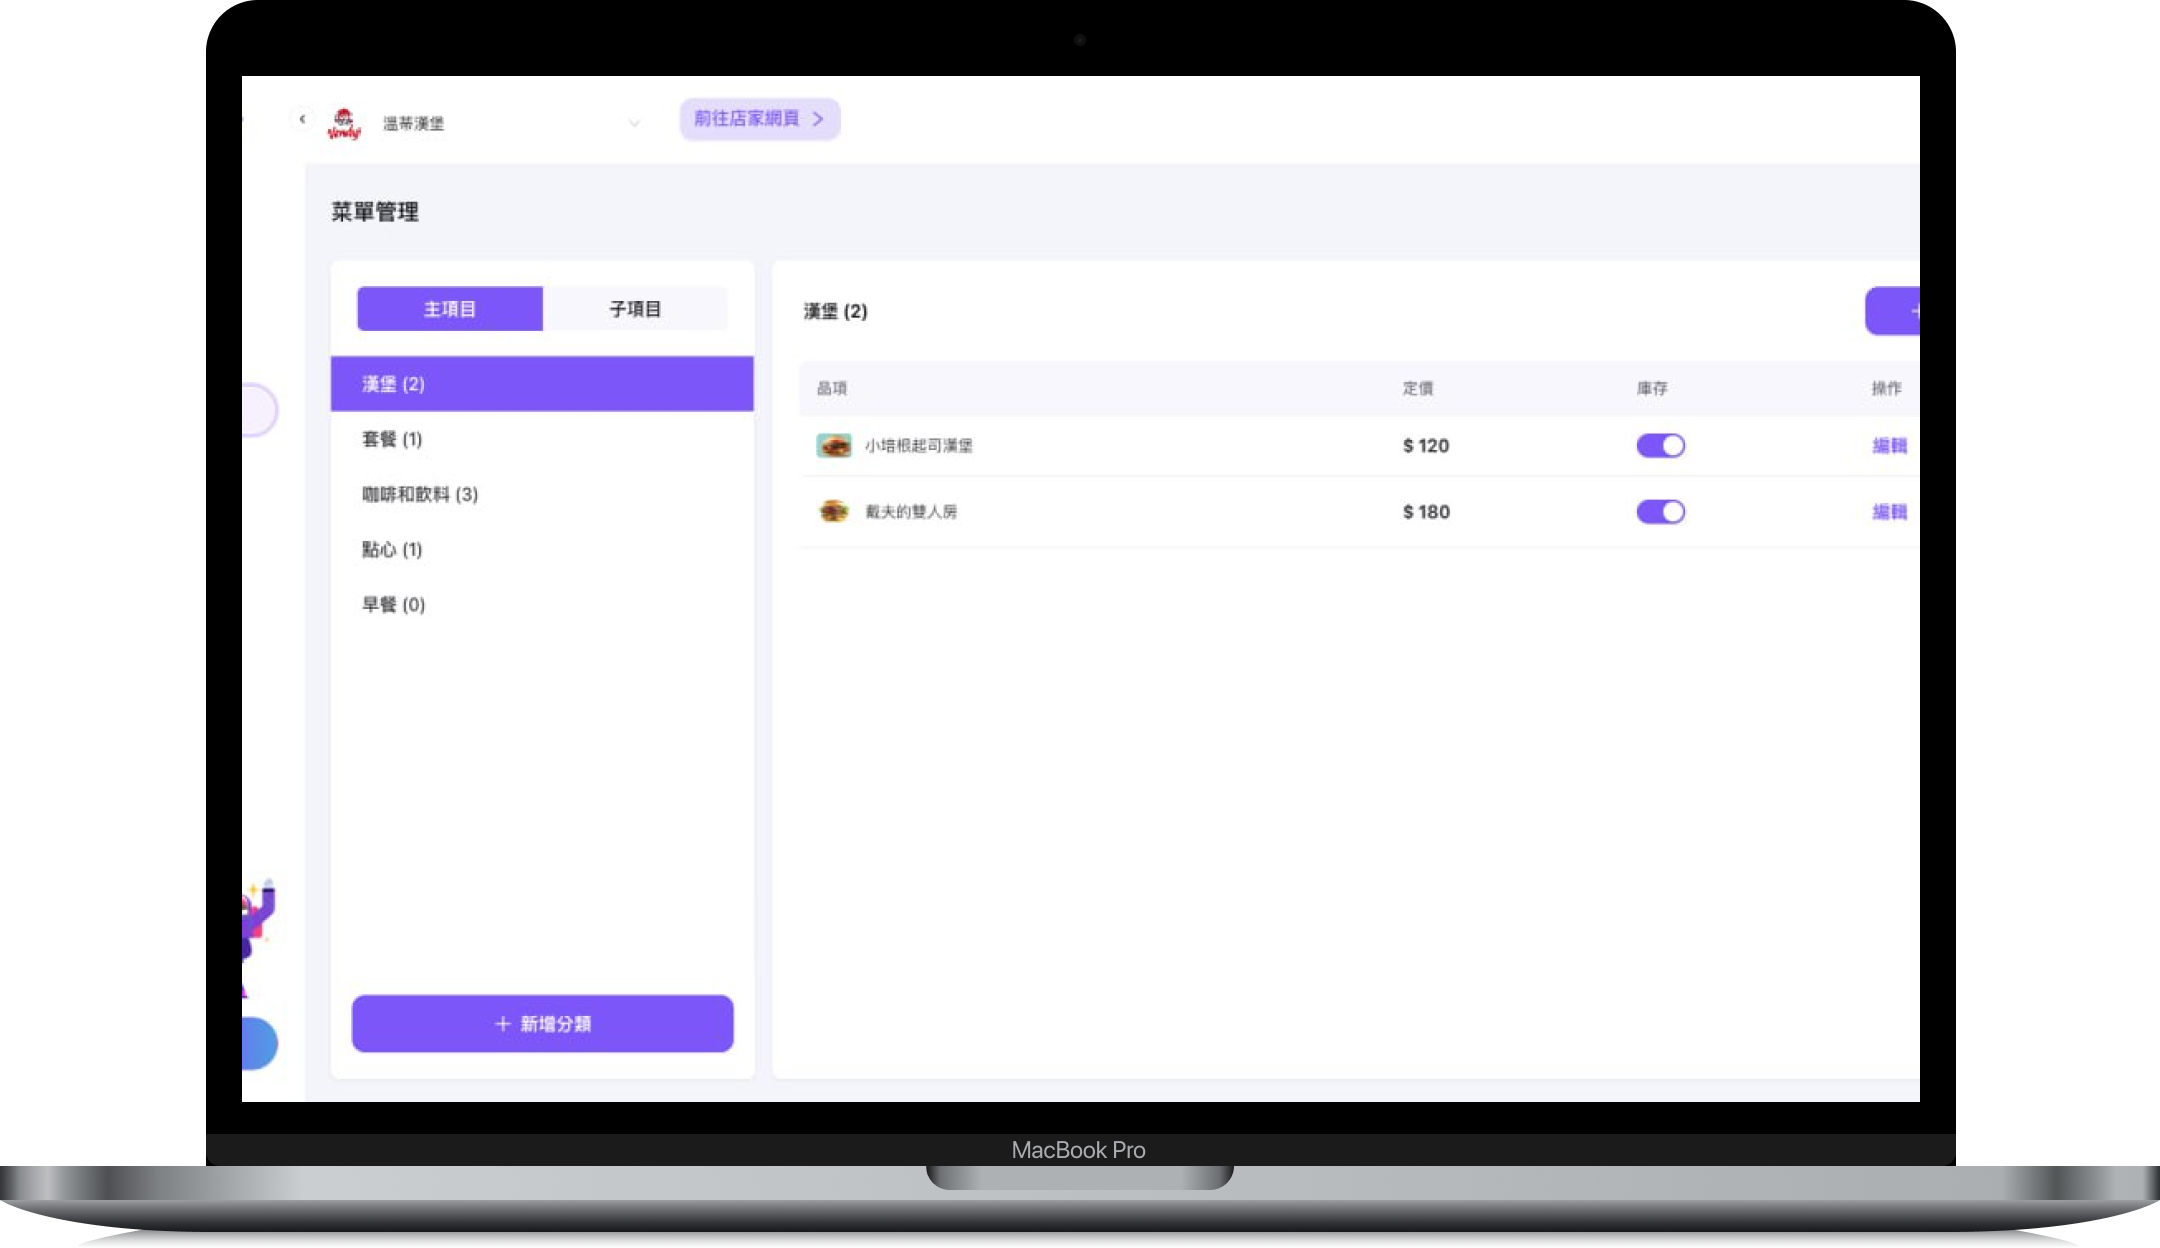 Wendy's
溫蒂漢堡
前往店家網頁
菜單管理
主項目
子項目
漢堡 (2)
套餐 (1)
咖啡和飲料 (3)
點心 (1)
早餐 (0)
+ 新增分類
漢堡 (2)
+
品項 定價 庫存 操作
小培根起司漢堡 $ 120 編輯
戴夫的雙人房 $ 180 編輯
MacBook Pro